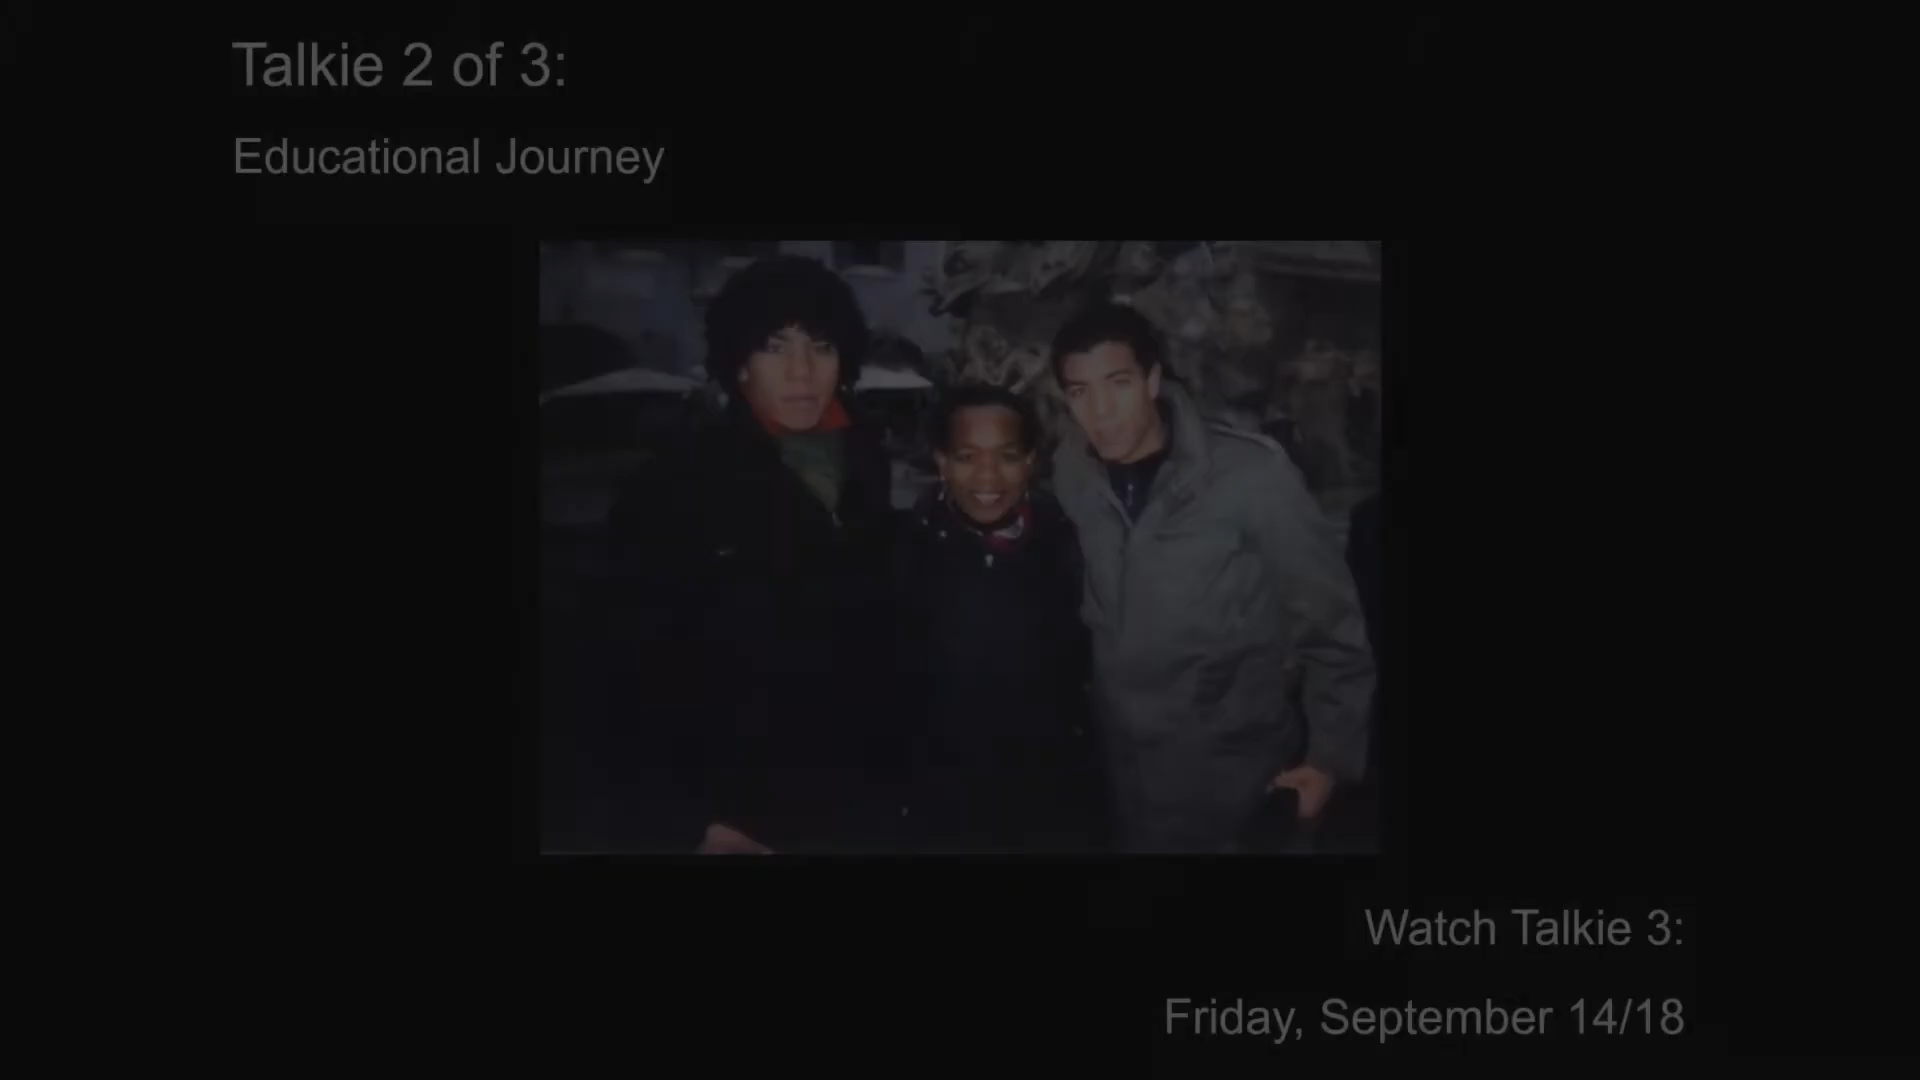 Talkie 2 of 3:
Educational Journey
Watch Talkie 3:
Friday, September 14/18